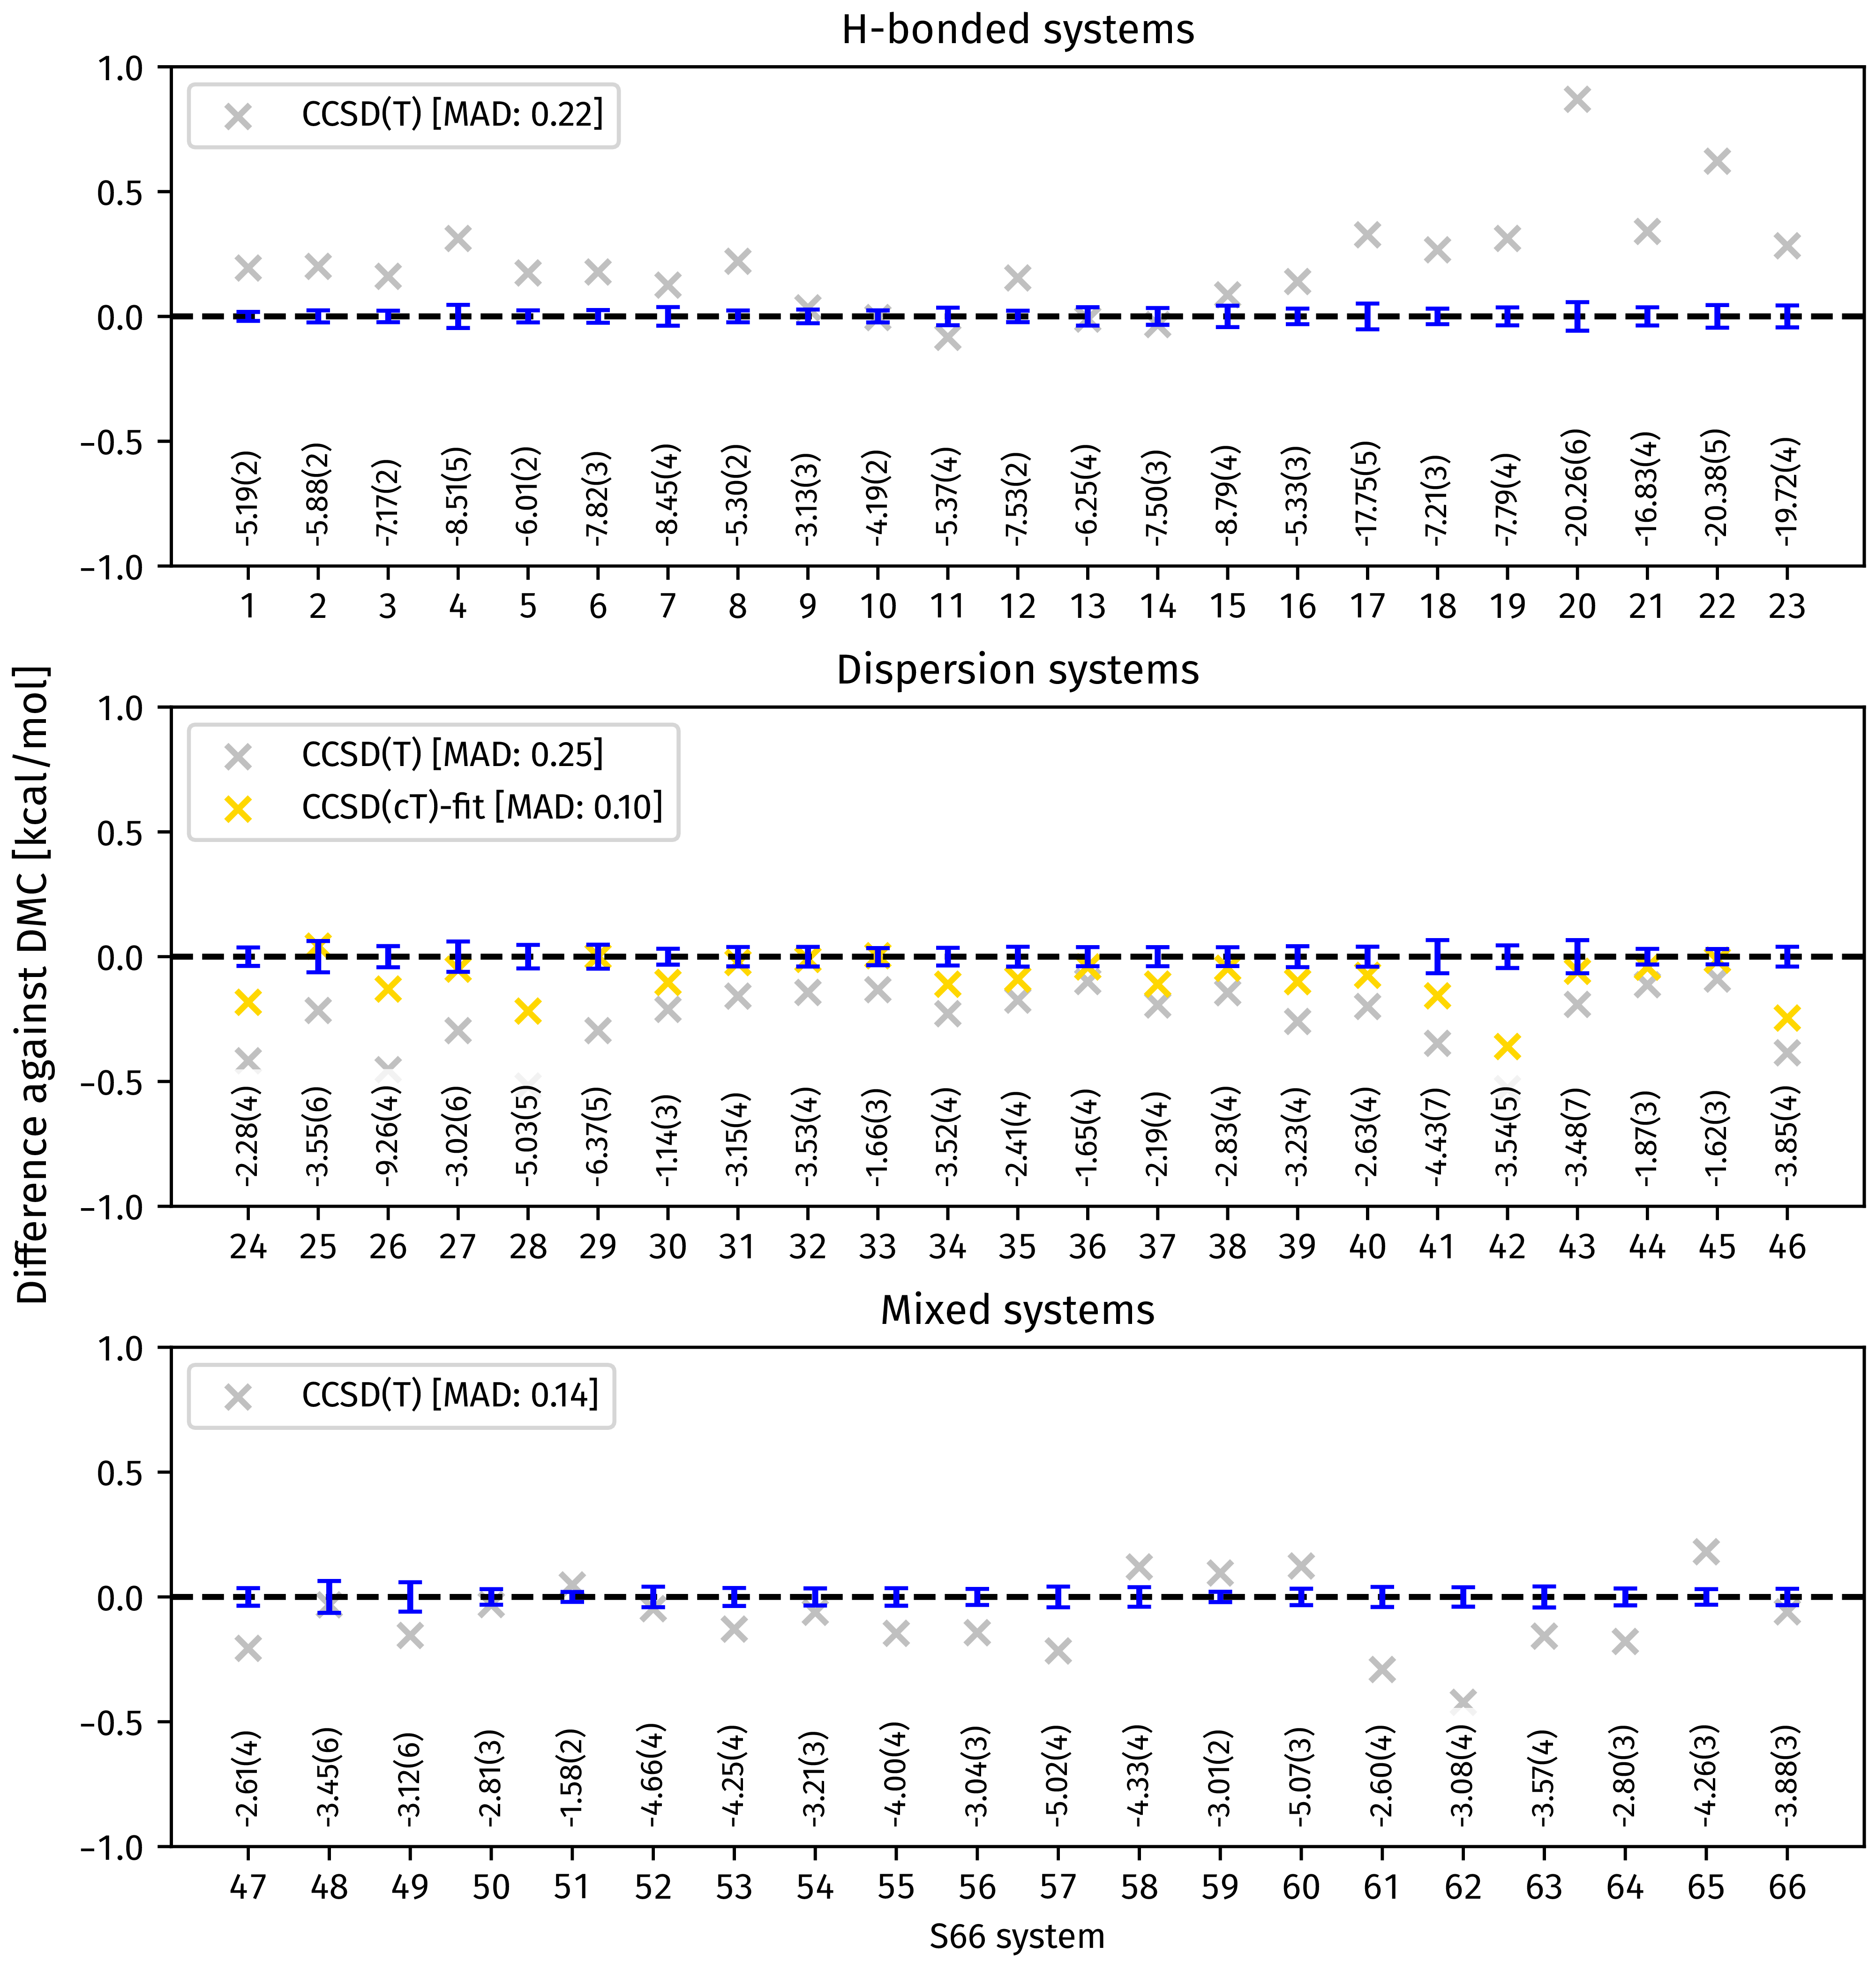 H-bonded systems
CCSD(T) [MAD: 0.22]
1.0
0.5
0.0
−0.5
−1.0
-5.19(2) -5.88(2) -7.17(2) -8.51(5) -6.01(2) -7.82(3) -8.45(4) -5.30(2) -3.13(3) -4.19(2) -5.37(4) -7.53(2) -6.25(4) -7.50(3) -8.79(4) -5.33(3) -17.75(5) -7.21(3) -7.79(4) -20.26(6) -16.83(4) -20.38(5) -19.72(4)
1 2 3 4 5 6 7 8 9 10 11 12 13 14 15 16 17 18 19 20 21 22 23
Difference against DMC [kcal/mol]
Dispersion systems
CCSD(T) [MAD: 0.25]
CCSD(cT)-fit [MAD: 0.10]
1.0
0.5
0.0
−0.5
−1.0
-2.28(4) -3.55(6) -9.26(4) -3.02(6) -5.03(5) -6.37(5) -1.14(3) -3.15(4) -3.53(4) -1.66(3) -3.52(4) -2.41(4) -1.65(4) -2.19(4) -2.83(4) -3.23(4) -2.63(4) -4.43(7) -3.54(5) -3.48(7) -1.87(3) -1.62(3) -3.85(4)
24 25 26 27 28 29 30 31 32 33 34 35 36 37 38 39 40 41 42 43 44 45 46
Mixed systems
CCSD(T) [MAD: 0.14]
1.0
0.5
0.0
−0.5
−1.0
-2.61(4) -3.45(6) -3.12(6) -2.81(3) -1.58(2) -4.66(4) -4.25(4) -3.21(3) -4.00(4) -3.04(3) -5.02(4) -4.33(4) -3.01(2) -5.07(3) -2.60(4) -3.08(4) -3.57(4) -2.80(3) -4.26(3) -3.88(3)
47 48 49 50 51 52 53 54 55 56 57 58 59 60 61 62 63 64 65 66
S66 system